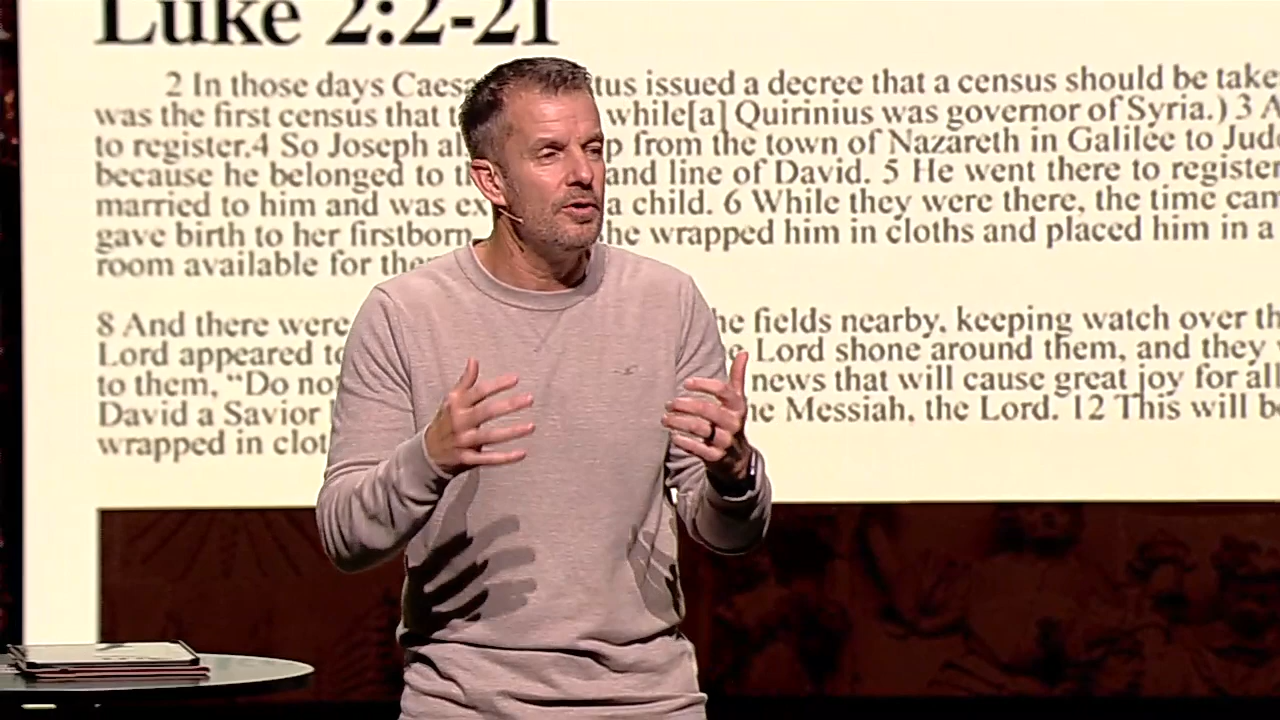 Luke 2:2-21
2 In those days Caesa tus issued a decree that a census should be take
was the first census that t while[a] Quirinius was governor of Syria.) 3 A
to register.4 So Joseph al p from the town of Nazareth in Galilee to Jud
because he belonged to th and line of David. 5 He went there to register
married to him and was ex a child. 6 While they were there, the time cam
gave birth to her firstborn he wrapped him in cloths and placed him in a
room available for the
8 And there were he fields nearby, keeping watch over th
Lord appeared to e Lord shone around them, and they
to them, “Do not news that will cause great joy for all
David a Savior he Messiah, the Lord. 12 This will b
wrapped in clot